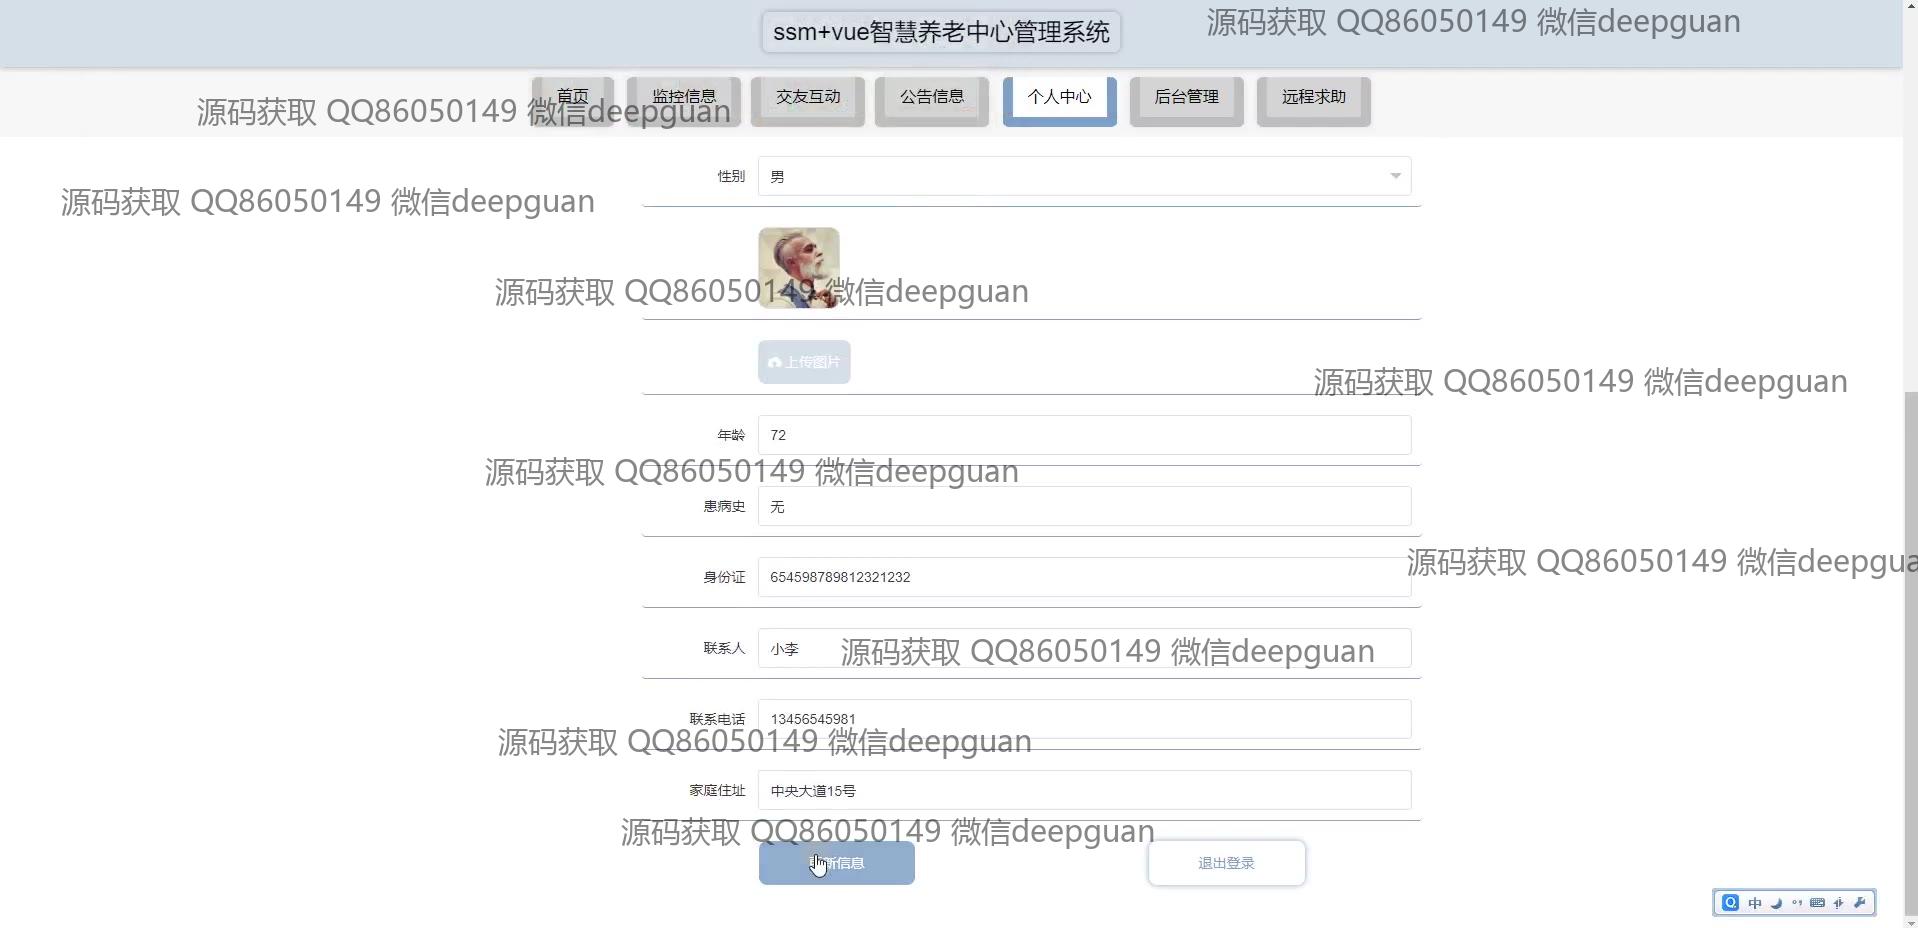 ssm+vue智慧养老中心管理系统
源码获取 QQ86050149 微信deepguan
首页 监控信息 交友互动 公告信息 个人中心 后台管理 远程求助
源码获取 QQ86050149 微信deepguan
性别 男
源码获取 QQ86050149 微信deepguan
源码获取 QQ86050149 微信deepguan
上传图片
源码获取 QQ86050149 微信deepguan
年龄 72
源码获取 QQ86050149 微信deepguan
患病史 无
源码获取 QQ86050149 微信deepgua
身份证 654598789812321232
联系人 小李
源码获取 QQ86050149 微信deepguan
联系电话 13456545981
源码获取 QQ86050149 微信deepguan
家庭住址 中央大道15号
源码获取 QQ86050149 微信deepguan
新信息 退出登录
中